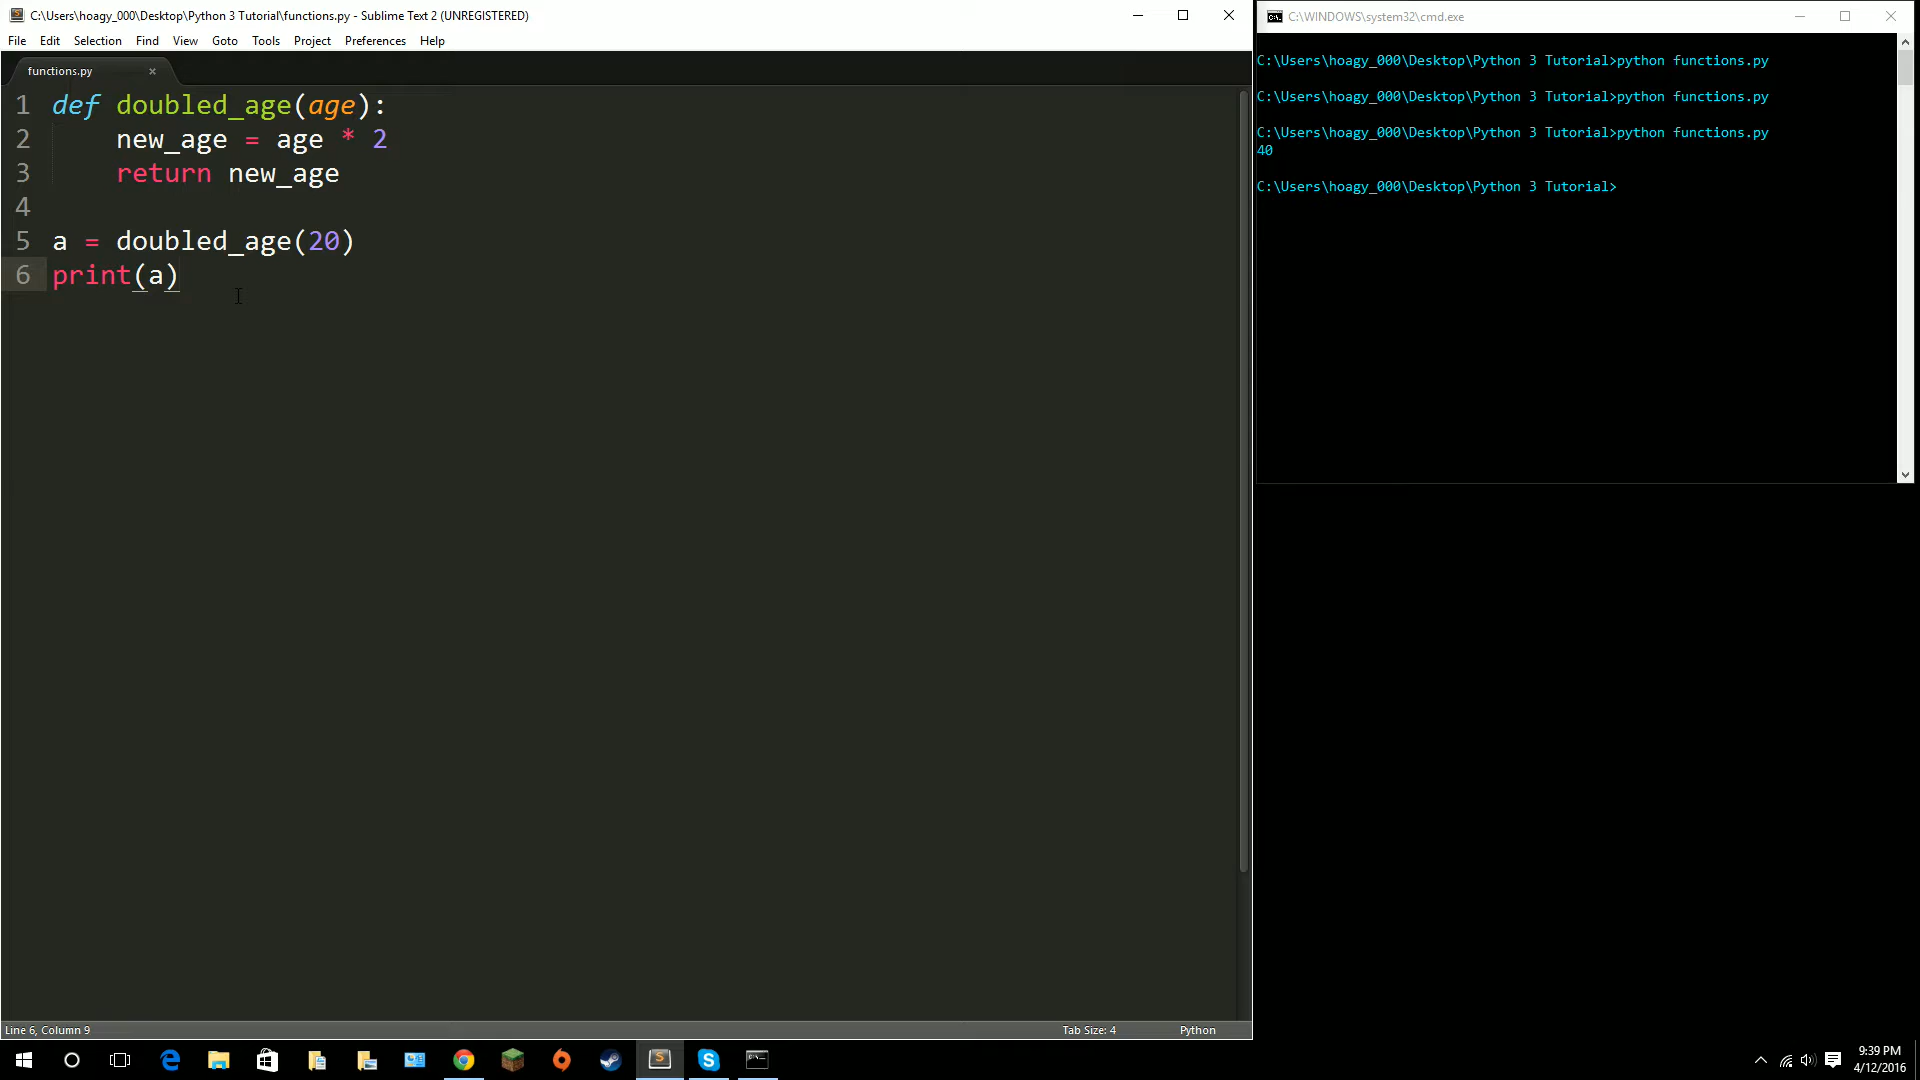 C:\Users\hoagy_000\Desktop\Python 3 Tutorial\functions.py - Sublime Text 2 (UNREGISTERED)
File Edit Selection Find View Goto Tools Project Preferences Help
functions.py
1 def doubled_age(age):
2 new_age = age * 2
3 return new_age
4
5 a = doubled_age(20)
6 print(a)
Line 6, Column 9
Tab Size: 4
Python
C:\WINDOWS\system32\cmd.exe
C:\Users\hoagy_000\Desktop\Python 3 Tutorial>python functions.py
C:\Users\hoagy_000\Desktop\Python 3 Tutorial>python functions.py
C:\Users\hoagy_000\Desktop\Python 3 Tutorial>python functions.py
40
C:\Users\hoagy_000\Desktop\Python 3 Tutorial>
9:39 PM
4/12/2016